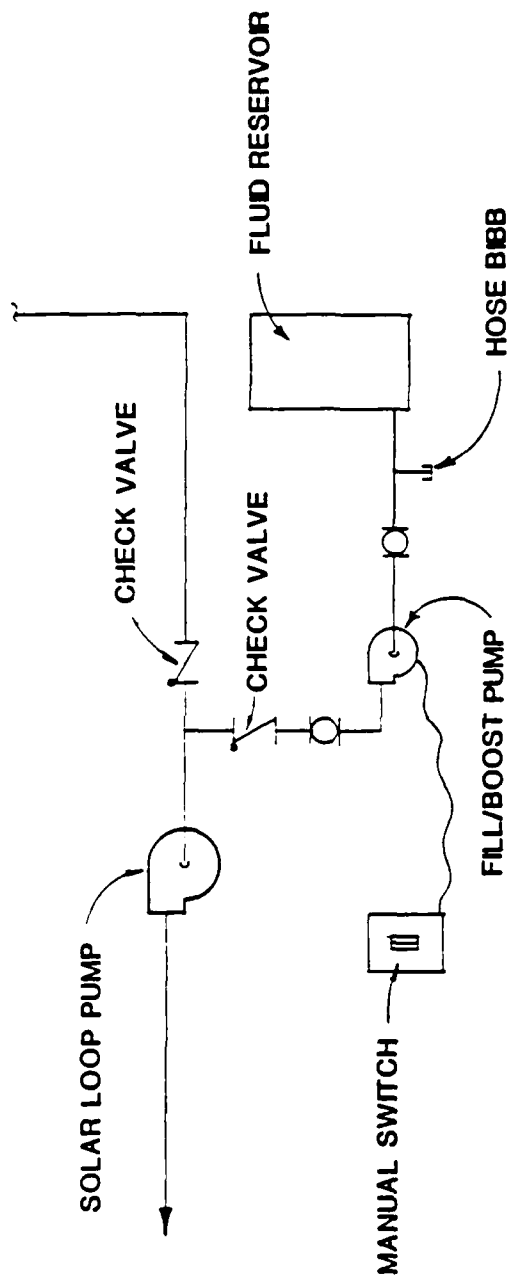 SOLAR LOOP PUMP
CHECK VALVE
CHECK VALVE
FLUID RESERVOIR
MANUAL SWITCH
FILL/BOOST PUMP
HOSE BIBB